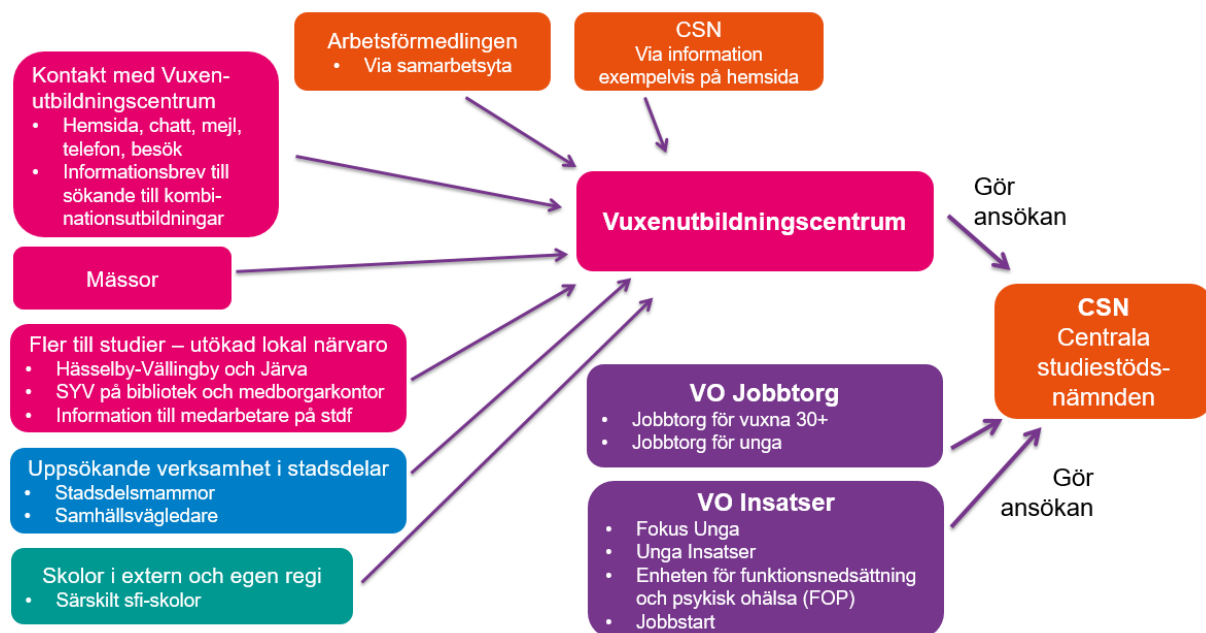 Arbetsförmedlingen
• Via samarbetsyta
CSN
Via information
exempelvis på hemsida
Kontakt med Vuxen-
utbildningscentrum
• Hemsida, chatt, mejl,
telefon, besök
• Informationsbrev till
sökande till kombi-
nationsutbildningar
Mässor
Fler till studier – utökad lokal närvaro
• Hässelby-Vällingby och Järva
• SYV på bibliotek och medborgarkontor
• Information till medarbetare på stdf
Uppsökande verksamhet i stadsdelar
• Stadsdelsmammor
• Samhällsvägledare
Skolor i extern och egen regi
• Särskilt sfi-skolor
Vuxenutbildningscentrum
Gör
ansökan
CSN
Centrala
studiestöds-
nämnden
VO Jobbtorg
• Jobbtorg för vuxna 30+
• Jobbtorg för unga
VO Insatser
• Fokus Unga
• Unga Insatser
• Enheten för funktionsnedsättning
och psykisk ohälsa (FOP)
• Jobbstart
Gör
ansökan